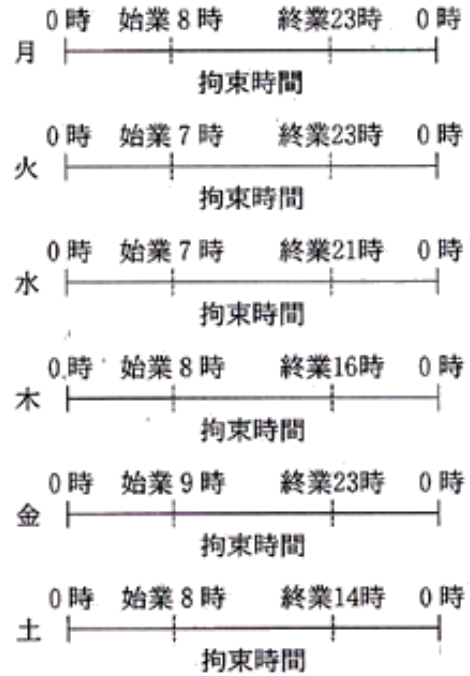 0時 始業8時 終業23時 0時
月
拘束時間
0時 始業7時 終業23時 0時
火
拘束時間
0時 始業7時 終業21時 0時
水
拘束時間
0時 始業8時 終業16時 0時
木
拘束時間
0時 始業9時 終業23時 0時
金
拘束時間
0時 始業8時 終業14時 0時
土
拘束時間